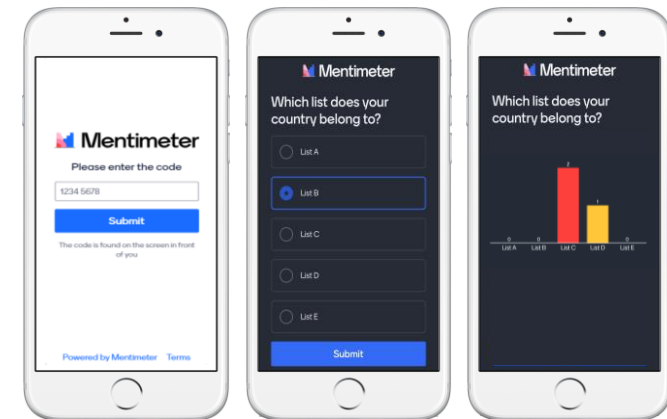 Mentimeter
Please enter the code
1234 5678
Submit
The code is found on the screen in front
of you
Powered by Mentimeter Terms
Mentimeter
Which list does your
country belong to?
List A
List B
List C
List D
List E
Submit
Mentimeter
Which list does your
country belong to?
2
1
0 0 0
List A List B List C List D List E